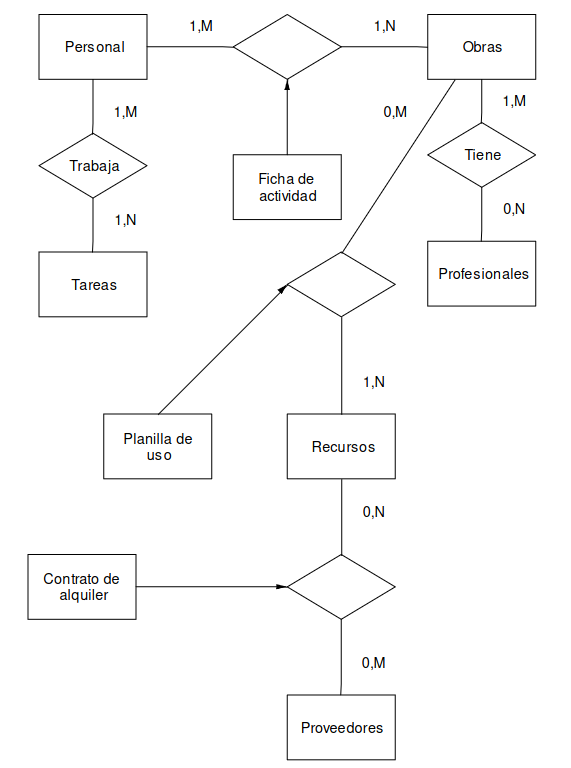 1,M
1,N
Personal
Obras
1,M
0,M
1,M
Trabaja
Tiene
Ficha de
actividad
1,N
0,N
Tareas
Profesionales
1,N
Planilla de
uso
Recursos
0,N
Contrato de
alquiler
0,M
Proveedores